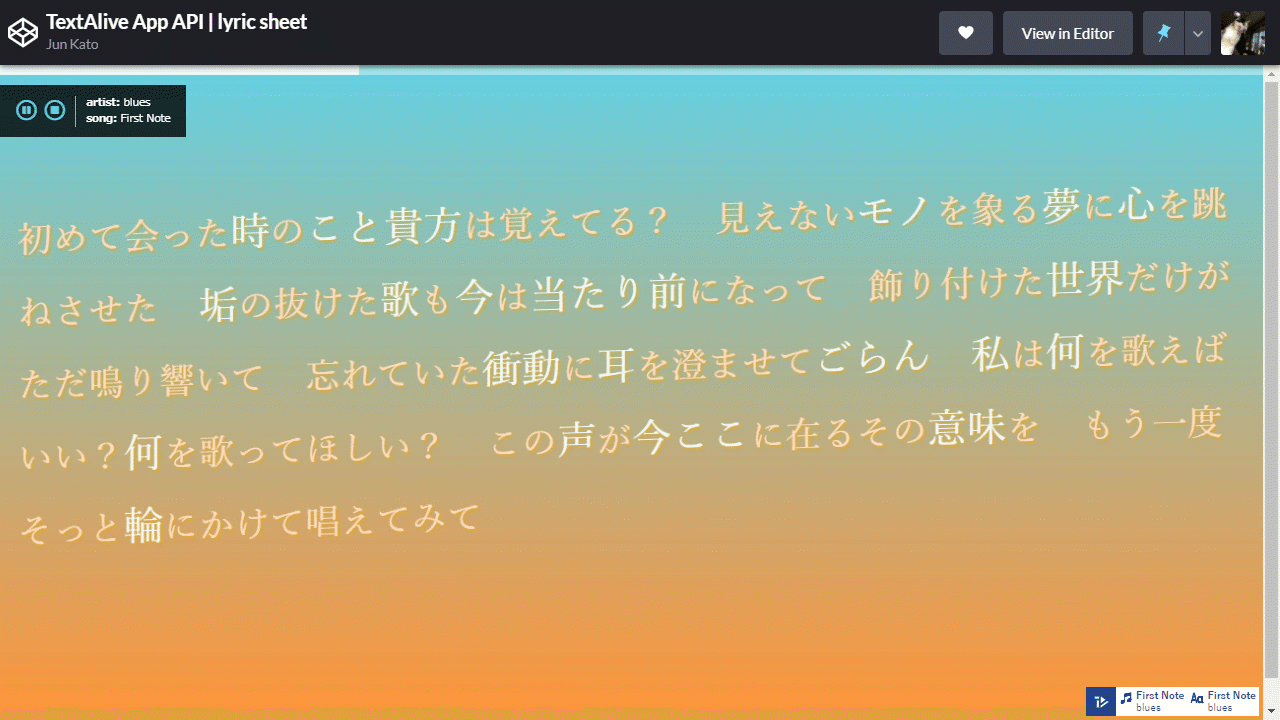 TextAlive App API | lyric sheet
Jun Kato
View in Editor
artist: blues
song: First Note
初めて会った時のこと貴方は覚えてる？　見えないモノを象る夢に心を跳
ねさせた　垢の抜けた歌も今は当たり前になって　飾り付けた世界だけが
ただ鳴り響いて　忘れていた衝動に耳を澄ませてごらん　私は何を歌えば
いい？何を歌ってほしい？　この声が今ここに在るその意味を　もう一度
そっと輪にかけて唱えてみて
First Note
blues
Aa First Note
blues